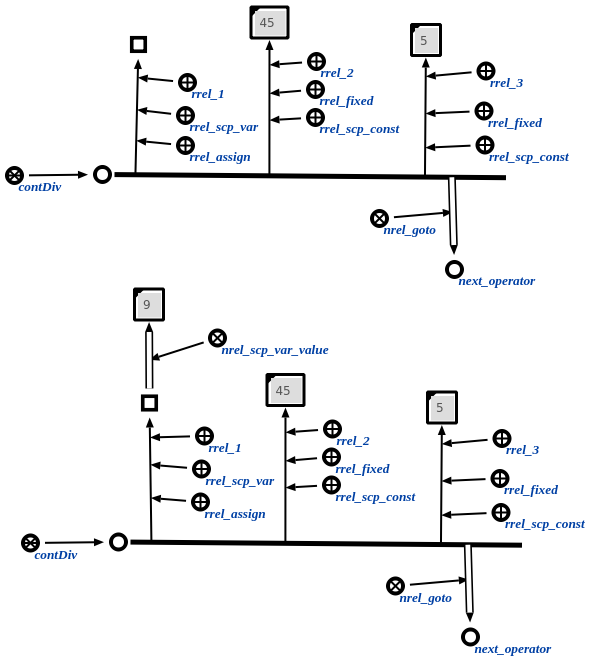 45
5
rrel_1
rrel_2
rrel_3
rrel_fixed
rrel_scp_var
rrel_fixed
rrel_scp_const
rrel_assign
rrel_scp_const
contDiv
nrel_goto
next_operator
9
nrel_scp_var_value
45
5
rrel_1
rrel_2
rrel_3
rrel_fixed
rrel_scp_var
rrel_fixed
rrel_scp_const
rrel_assign
rrel_scp_const
contDiv
nrel_goto
next_operator